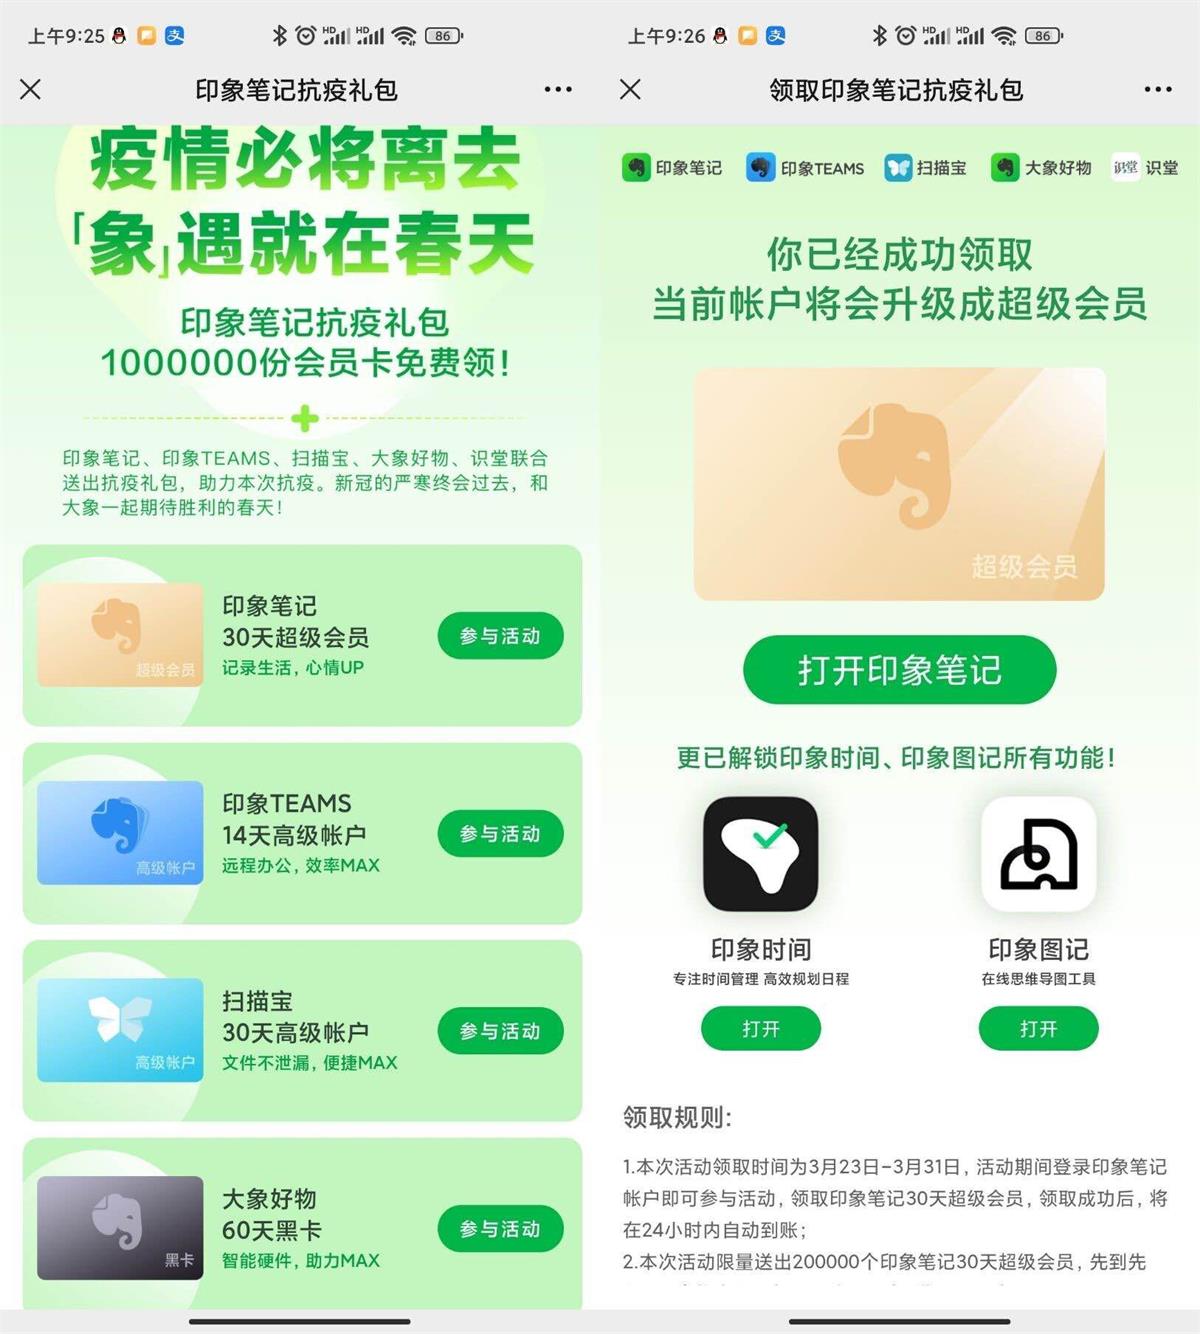 上午9:25
86
印象笔记抗疫礼包
疫情必将离去
「象」遇就在春天
印象笔记抗疫礼包
1000000份会员卡免费领!
印象笔记、印象TEAMS、扫描宝、大象好物、识堂联合
送出抗疫礼包，助力本次抗疫。新冠的严寒终会过去，和
大象一起期待胜利的春天!
超级会员
印象笔记
30天超级会员
记录生活，心情UP
参与活动
高级帐户
印象TEAMS
14天高级帐户
远程办公，效率MAX
参与活动
高级帐户
扫描宝
30天高级帐户
文件不泄漏，便捷MAX
参与活动
黑卡
大象好物
60天黑卡
智能硬件，助力MAX
参与活动
上午9:26
86
领取印象笔记抗疫礼包
印象笔记 印象TEAMS 扫描宝 大象好物 识堂 识堂
你已经成功领取
当前帐户将会升级成超级会员
超级会员
打开印象笔记
更已解锁印象时间、印象图记所有功能!
印象时间
专注时间管理 高效规划日程
打开
印象图记
在线思维导图工具
打开
领取规则:
1.本次活动领取时间为3月23日-3月31日，活动期间登录印象笔记
帐户即可参与活动，领取印象笔记30天超级会员，领取成功后，将
在24小时内自动到账;
2.本次活动限量送出200000个印象笔记30天超级会员，先到先